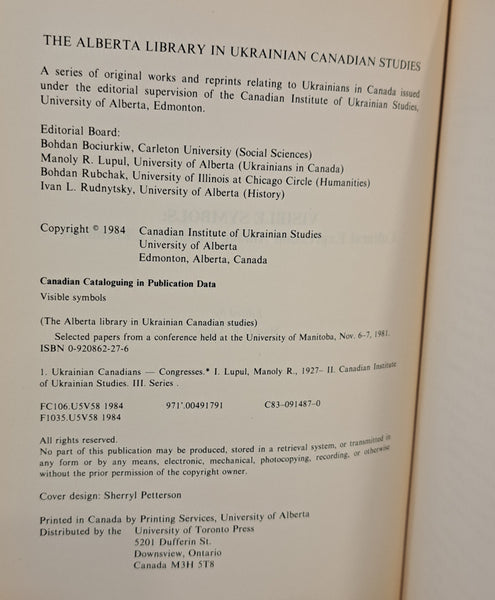 THE ALBERTA LIBRARY IN UKRAINIAN CANADIAN STUDIES
A series of original works and reprints relating to Ukrainians in Canada issued
under the editorial supervision of the Canadian Institute of Ukrainian Studies,
University of Alberta, Edmonton.
Editorial Board:
Bohdan Bociurkiw, Carleton University (Social Sciences)
Manoly R. Lupul, University of Alberta (Ukrainians in Canada)
Bohdan Rubchak, University of Illinois at Chicago Circle (Humanities)
Ivan L. Rudnytsky, University of Alberta (History)
Copyright © 1984 Canadian Institute of Ukrainian Studies
University of Alberta
Edmonton, Alberta, Canada
Canadian Cataloguing in Publication Data
Visible symbols
(The Alberta library in Ukrainian Canadian studies)
Selected papers from a conference held at the University of Manitoba, Nov. 6-7, 1981.
ISBN 0-920862-27-6
1. Ukrainian Canadians — Congresses.* I. Lupul, Manoly R., 1927- II. Canadian Institute
of Ukrainian Studies. III. Series .
FC106.U5V58 1984 971'.00491791 C83-091487-0
F1035.U5V58 1984
All rights reserved.
No part of this publication may be produced, stored in a retrieval system, or transmitted in
any form or by any means, electronic, mechanical, photocopying, recording, or otherwise
without the prior permission of the copyright owner.
Cover design: Sherryl Petterson
Printed in Canada by Printing Services, University of Alberta
Distributed by the University of Toronto Press
5201 Dufferin St.
Downsview, Ontario
Canada M3H 5T8